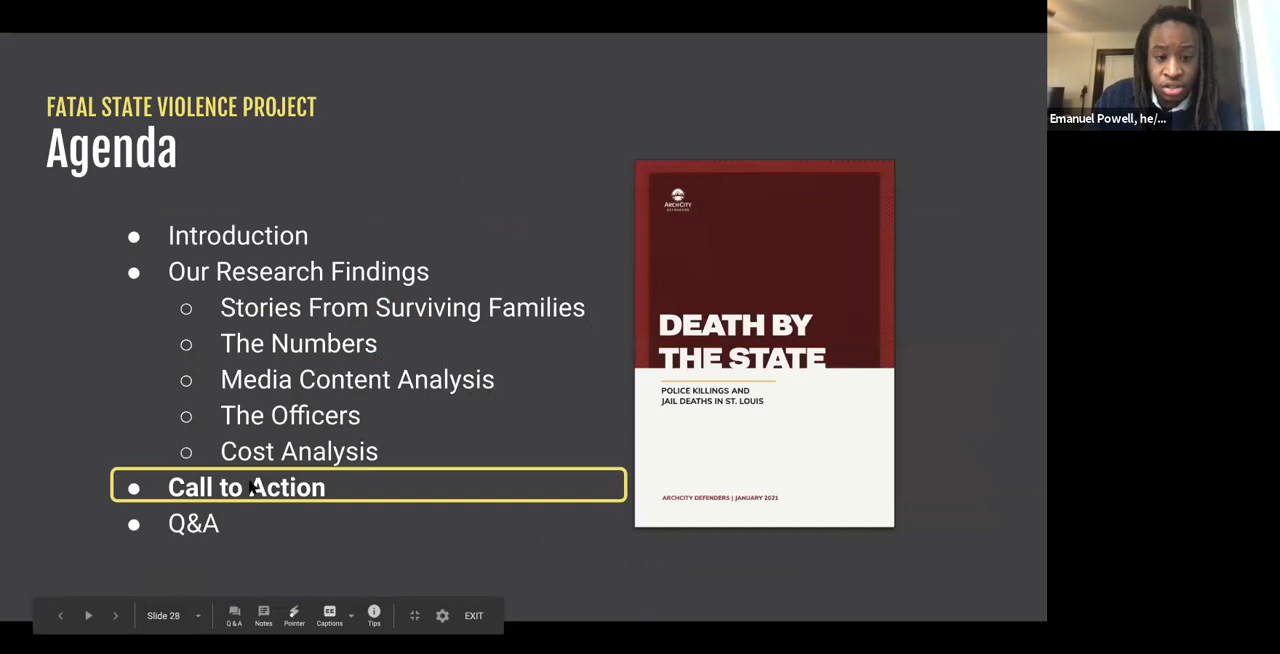 FATAL STATE VIOLENCE PROJECT
Agenda
● Introduction
● Our Research Findings
○ Stories From Surviving Families
○ The Numbers
○ Media Content Analysis
○ The Officers
○ Cost Analysis
● Call to Action
● Q&A
ARCHCITY
DEFENDERS
DEATH BY
THE STATE
POLICE KILLINGS AND
JAIL DEATHS IN ST. LOUIS
ARCHCITY DEFENDERS | JANUARY 2021
Emanuel Powell, he/...
Slide 28
Q & A
Notes
Pointer
CC
Captions
Tips
EXIT